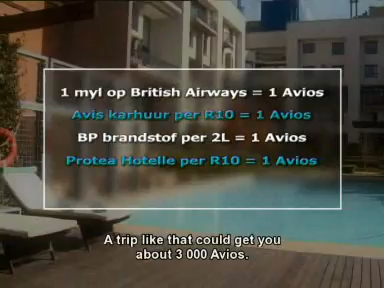 1 myl op British Airways = 1 Avios
Avis karhuur per R10 = 1 Avios
BP brandstof per 2L = 1 Avios
Protea Hotelle per R10 = 1 Avios
A trip like that could get you
about 3 000 Avios.